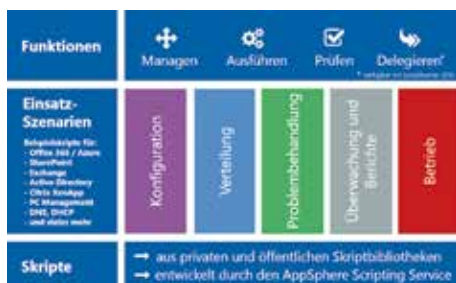 Funktionen
Managen
Ausführen
Prüfen
Delegieren*
Einsatz-
Szenarien
Beispielskripte für:
- Office 365 / Azure
- SharePoint
- Exchange
- Active Directory
- Citrix XenApp
- PC Management
- DNS, DHCP
- und vieles mehr
Konfiguration
Verteilung
Problembehandlung
Überwachung und
Berichte
Betrieb
Skripte
→ aus privaten und öffentlichen Skriptbibliotheken
→ entwickelt durch den AppSphere Scripting Service